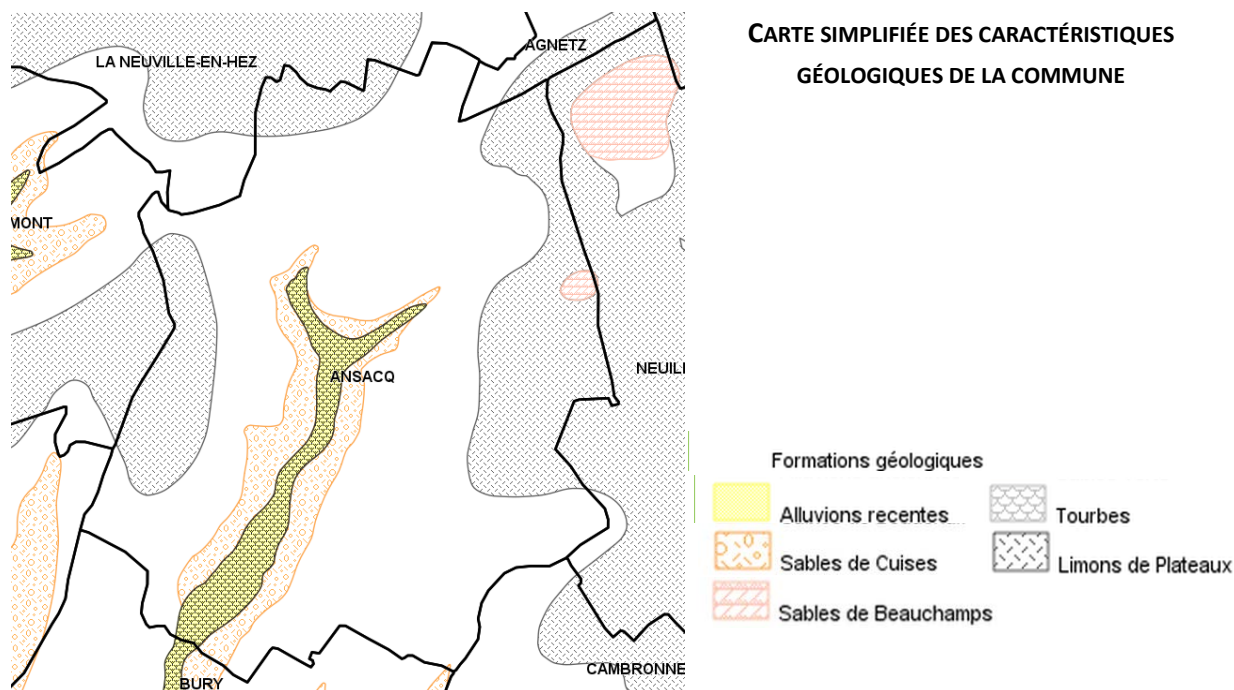 CARTE SIMPLIFIÉE DES CARACTÉRISTIQUES
GÉOLOGIQUES DE LA COMMUNE
AGNETZ
LA NEUVILLE-EN-HEZ
MONT
ANSACQ
NEUIL
CAMBRONNE
BURY
Formations géologiques
Alluvions recentes
Tourbes
Sables de Cuises
Limons de Plateaux
Sables de Beauchamps